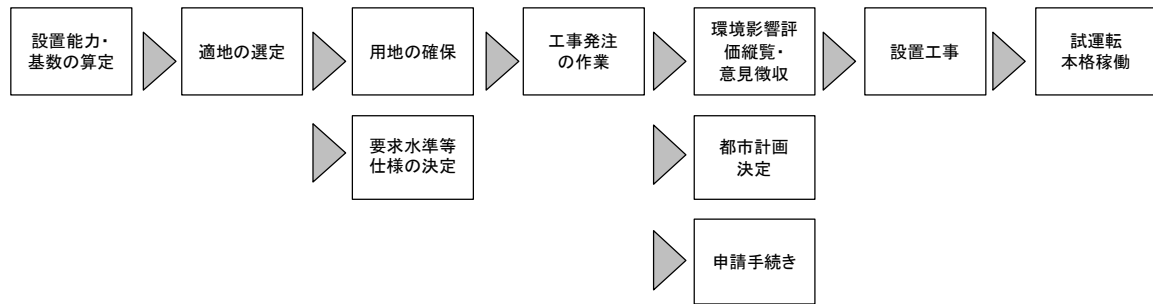 設置能力・
基数の算定
適地の選定
用地の確保
工事発注
の作業
環境影響評
価縦覧・
意見徴収
設置工事
試運転
本格稼働
要求水準等
仕様の決定
都市計画
決定
申請手続き